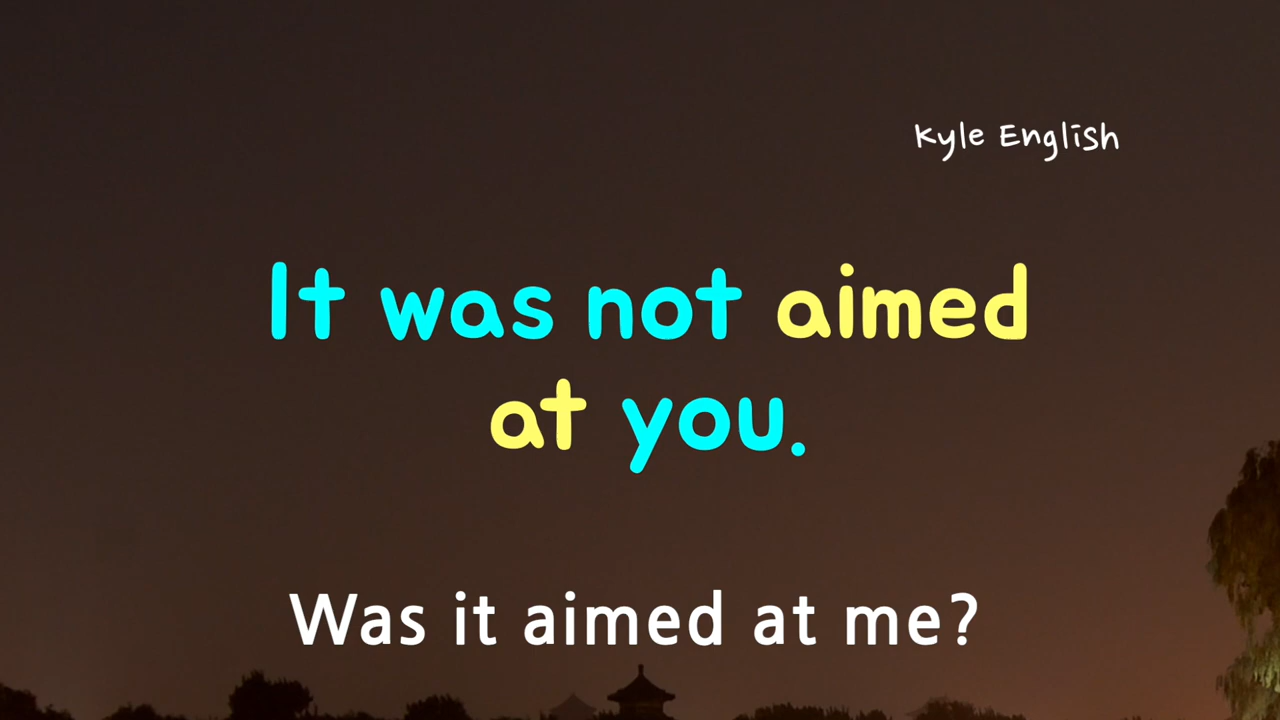 Kyle English
It was not aimed
at you.
Was it aimed at me?